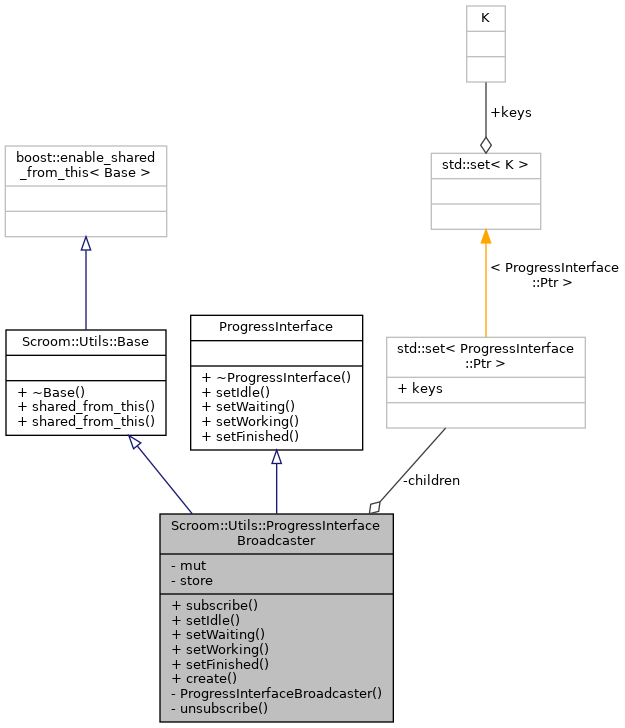 K
+keys
boost::enable_shared
_from_this< Base >
std::set< K >
< ProgressInterface
::Ptr >
Scroom::Utils::Base
+ ~Base()
+ shared_from_this()
+ shared_from_this()
ProgressInterface
+ ~ProgressInterface()
+ setIdle()
+ setWaiting()
+ setWorking()
+ setFinished()
std::set< ProgressInterface
::Ptr >
+ keys
-children
Scroom::Utils::ProgressInterface
Broadcaster
- mut
- store
+ subscribe()
+ setIdle()
+ setWaiting()
+ setWorking()
+ setFinished()
+ create()
- ProgressInterfaceBroadcaster()
- unsubscribe()